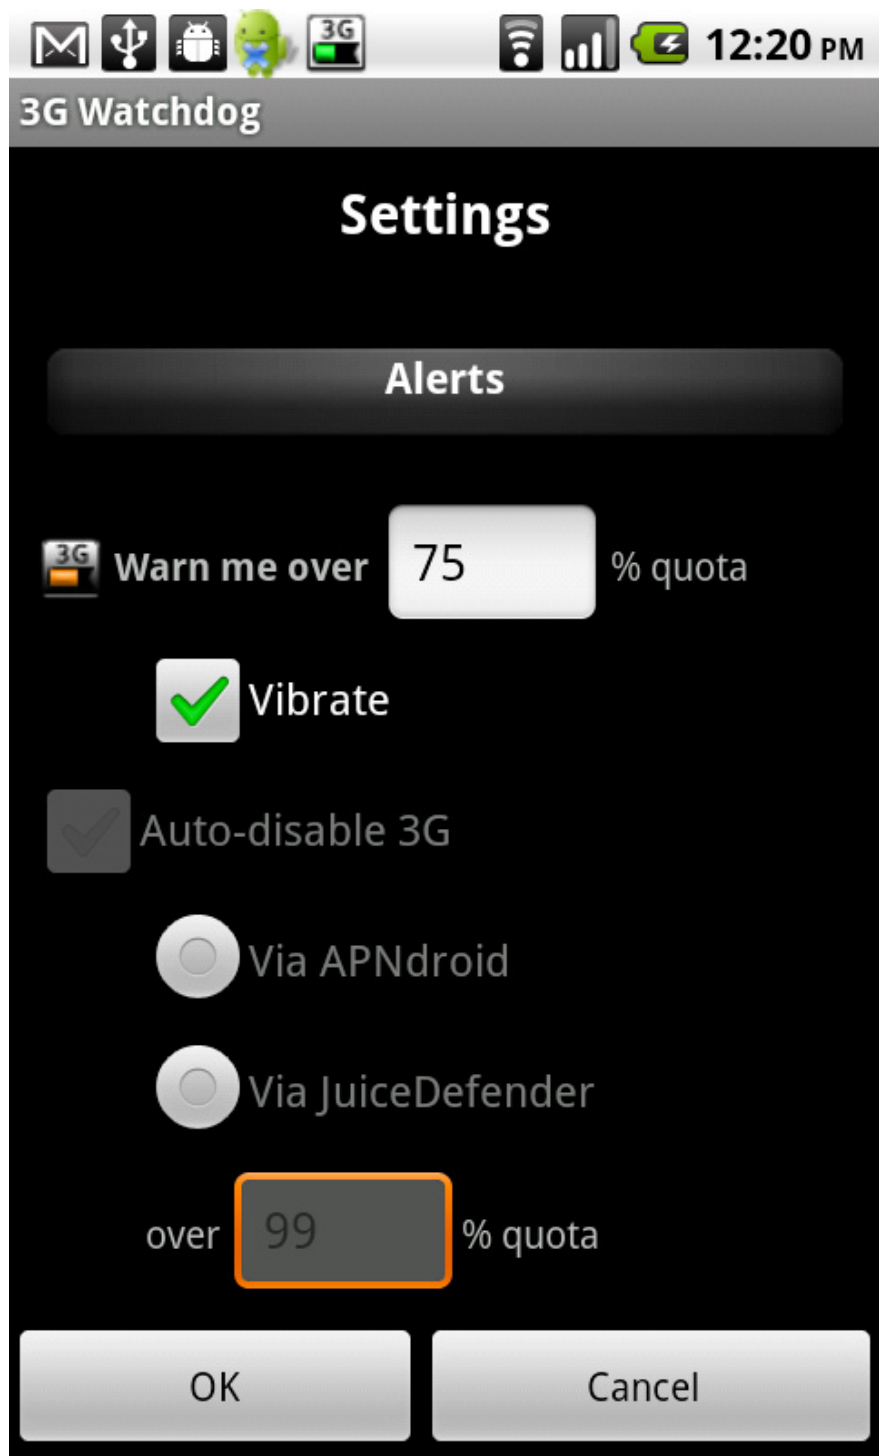 3G 12:20 PM
3G Watchdog
Settings
Alerts
3G Warn me over 75 % quota
Vibrate
Auto-disable 3G
Via APNdroid
Via JuiceDefender
over 99 % quota
OK Cancel